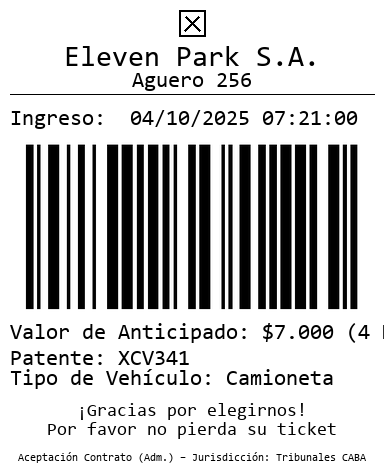 Eleven Park S.A.
Aguero 256
Ingreso: 04/10/2025 07:21:00
Valor de Anticipado: $7.000 (4
Patente: XCV341
Tipo de Vehículo: Camioneta
¡Gracias por elegirnos!
Por favor no pierda su ticket
Aceptación Contrato (Adm.) – Jurisdicción: Tribunales CABA